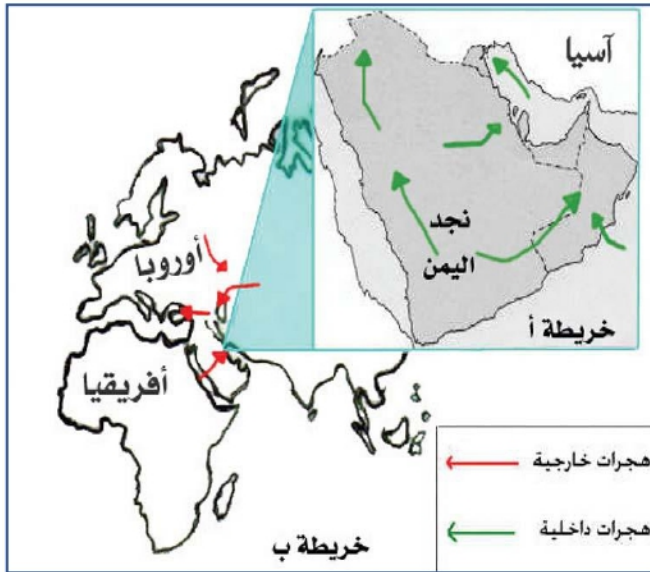 آسيا
نجد
اليمن
خريطة أ
أوروبا
أفريقيا
خريطة ب
هجرات خارجية
هجرات داخلية